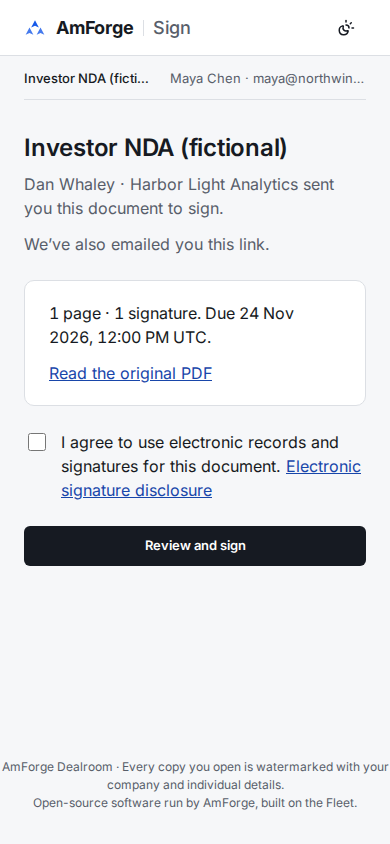 AmForge Sign
Investor NDA (ficti... Maya Chen · maya@northwin...
Investor NDA (fictional)
Dan Whaley · Harbor Light Analytics sent
you this document to sign.
We’ve also emailed you this link.
1 page · 1 signature. Due 24 Nov
2026, 12:00 PM UTC.
Read the original PDF
I agree to use electronic records and
signatures for this document. Electronic
signature disclosure
Review and sign
AmForge Dealroom · Every copy you open is watermarked with your
company and individual details.
Open-source software run by AmForge, built on the Fleet.